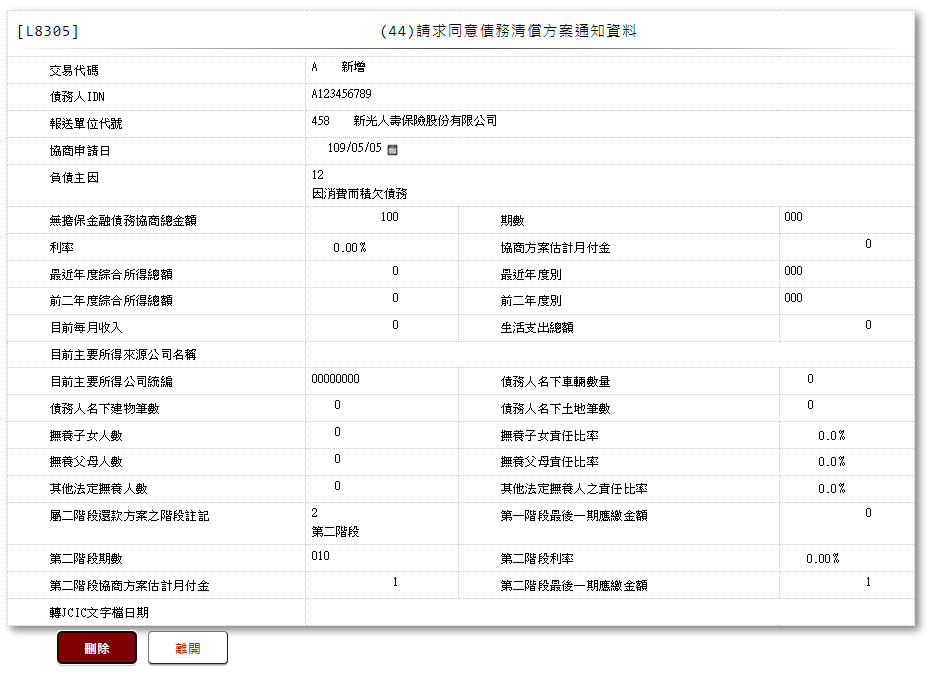 [L8305] (44)請求同意債務清償方案通知資料
交易代碼 A 新增
債務人IDN A123456789
報送單位代號 458 新光人壽保險股份有限公司
協商申請日 109/05/05
負債主因 12
因消費而積欠債務
無擔保金融債務協商總金額 100 期數 000
利率 0.00% 協商方案估計月付金 0
最近年度綜合所得總額 0 最近年度別 000
前二年度綜合所得總額 0 前二年度別 000
目前每月收入 0 生活支出總額 0
目前主要所得來源公司名稱
目前主要所得公司統編 00000000 債務人名下車輛數量 0
債務人名下建物筆數 0 債務人名下土地筆數 0
撫養子女人數 0 撫養子女責任比率 0.0%
撫養父母人數 0 撫養父母責任比率 0.0%
其他法定撫養人數 0 其他法定撫養人之責任比率 0.0%
屬二階段還款方案之階段註記 2 第一階段最後一期應繳金額 0
第二階段
第二階段期數 010 第二階段利率 0.00%
第二階段協商方案估計月付金 1 第二階段最後一期應繳金額 1
轉JCIC文字檔日期
刪除 離開